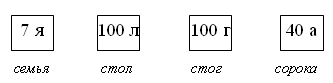 7 я 100 л 100 г 40 а
семья стол стог сорока